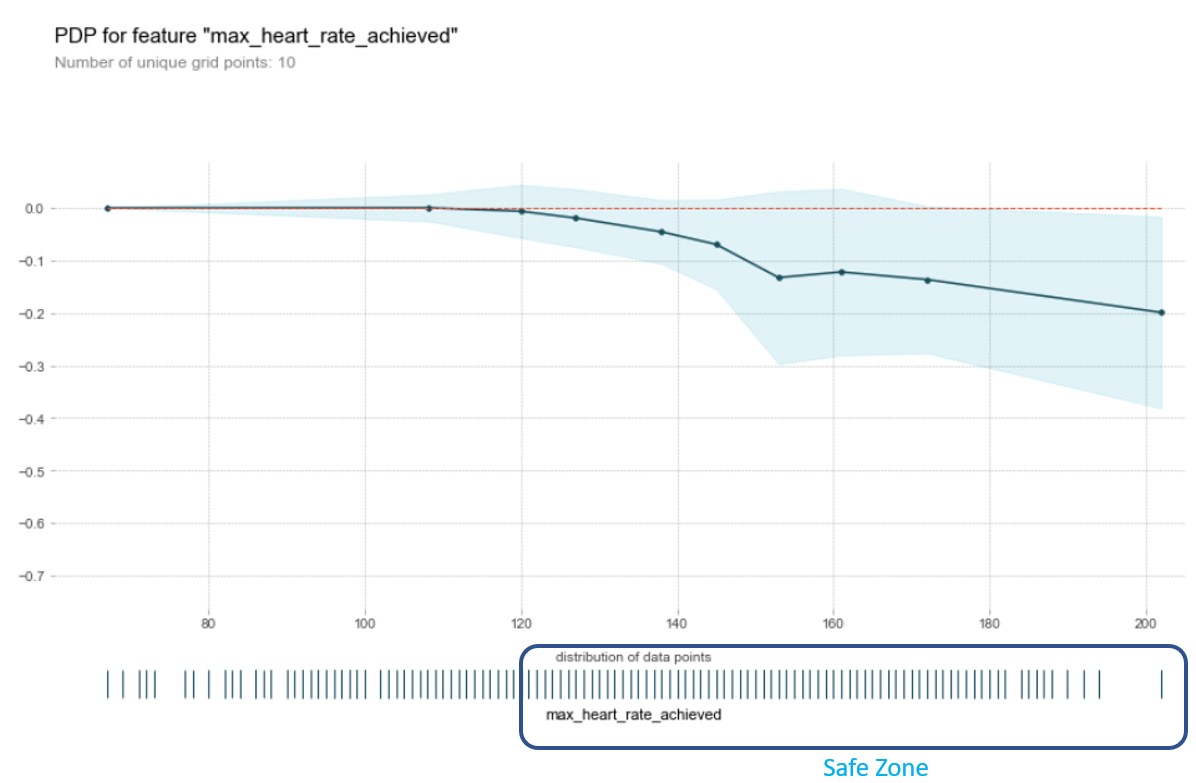 PDP for feature "max_heart_rate_achieved"
Number of unique grid points: 10
0.0
−0.1
−0.2
−0.3
−0.4
−0.5
−0.6
−0.7
80 100 120 140 160 180 200
distribution of data points
max_heart_rate_achieved
Safe Zone